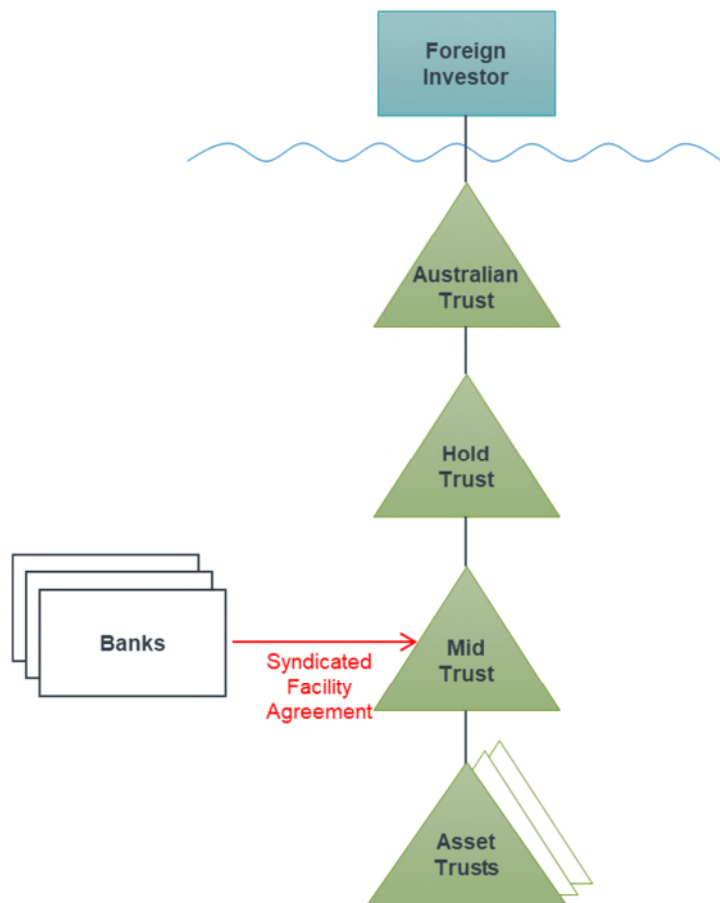 Foreign
Investor
Australian
Trust
Hold
Trust
Banks
Syndicated
Facility
Agreement
Mid
Trust
Asset
Trusts